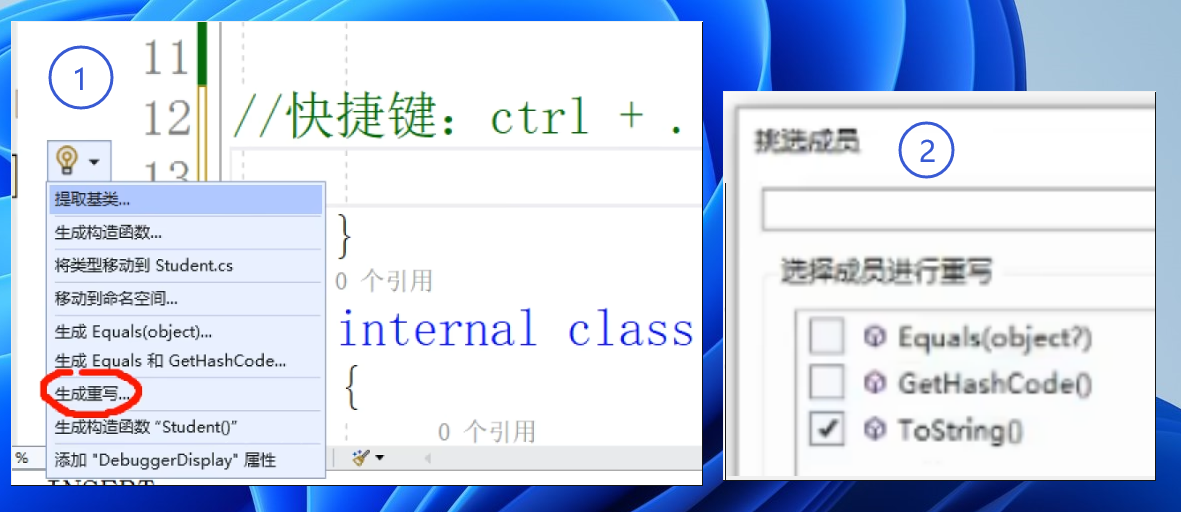 ①
11
12
//快捷键：ctrl + .
13
提取基类...
生成构造函数...
将类型移动到 Student.cs
移动到命名空间...
生成 Equals(object)...
生成 Equals 和 GetHashCode...
生成重写...
生成构造函数 “Student()”
添加 "DebuggerDisplay" 属性
}
0 个引用
internal class
{
0 个引用
%
INSERT
②
挑选成员
选择成员进行重写
Equals(object?)
GetHashCode()
ToString()